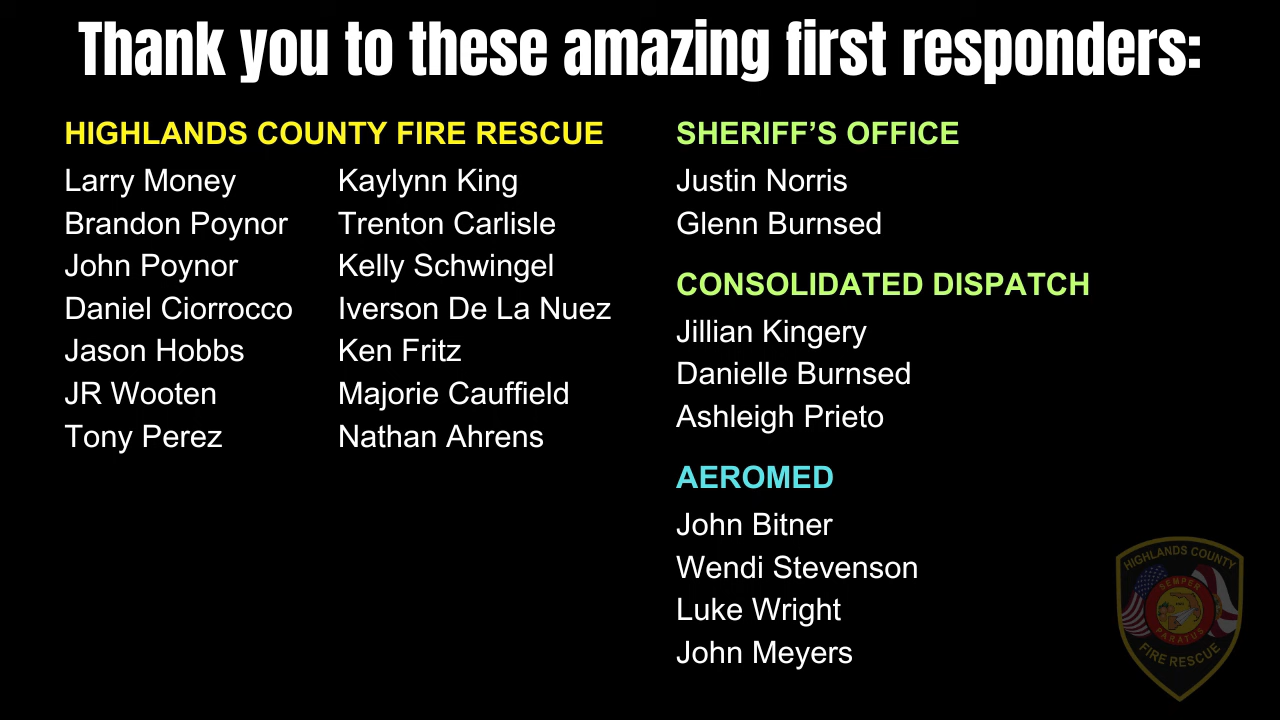 Thank you to these amazing first responders:
HIGHLANDS COUNTY FIRE RESCUE
Larry Money
Brandon Poynor
John Poynor
Daniel Ciorrocco
Jason Hobbs
JR Wooten
Tony Perez
Kaylynn King
Trenton Carlisle
Kelly Schwingel
Iverson De La Nuez
Ken Fritz
Majorie Cauffield
Nathan Ahrens
SHERIFF’S OFFICE
Justin Norris
Glenn Burnsed
CONSOLIDATED DISPATCH
Jillian Kingery
Danielle Burnsed
Ashleigh Prieto
AEROMED
John Bitner
Wendi Stevenson
Luke Wright
John Meyers
HIGHLANDS COUNTY
SEMPER
PARATUS
FIRE RESCUE